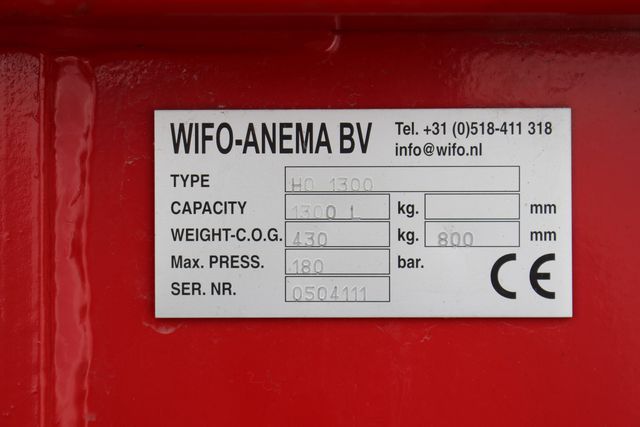 WIFO-ANEMA BV Tel. +31 (0)518-411 318
info@wifo.nl
TYPE HO 1300
CAPACITY 1300 L kg. mm
WEIGHT-C.O.G. 430 kg. 800 mm
Max. PRESS. 180 bar.
SER. NR. 0504111 CE